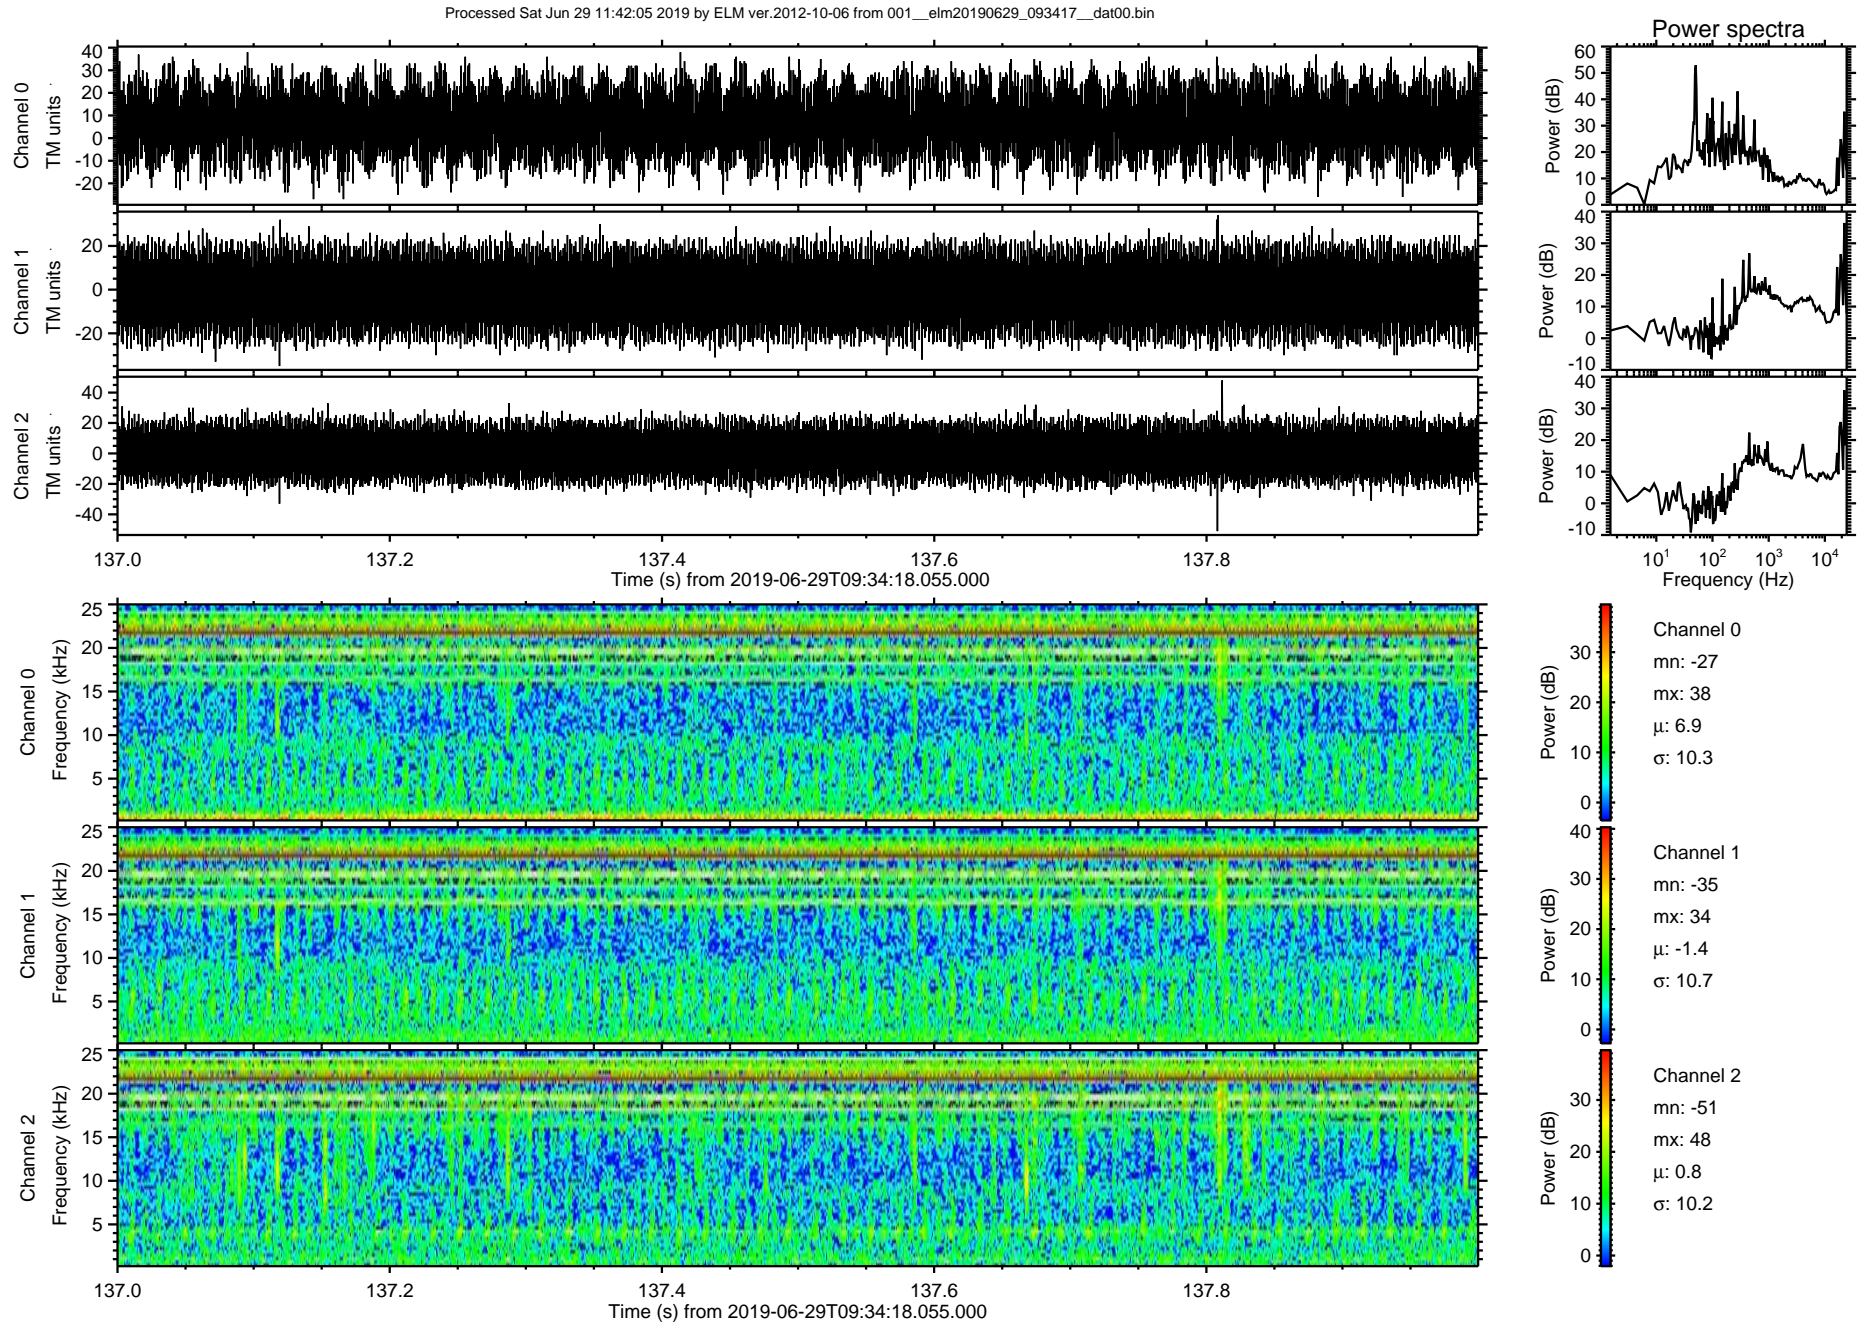 Processed Sat Jun 29 11:42:05 2019 by ELM ver.2012-10-06 from 001__elm20190629_093417__dat00.bin
Power spectra
Channel 0
TM units
40
30
20
10
0
-10
-20
Power (dB)
60
50
40
30
20
10
0
Channel 1
TM units
20
0
-20
Power (dB)
40
30
20
10
0
-10
Channel 2
TM units
40
20
0
-20
-40
Power (dB)
40
30
20
10
0
-10
137.0 137.2 137.4 137.6 137.8
Time (s) from 2019-06-29T09:34:18.055.000
10¹ 10² 10³ 10⁴
Frequency (Hz)
Channel 0
Frequency (kHz)
25
20
15
10
5
Power (dB)
30
20
10
0
Channel 0
mn: -27
mx: 38
μ: 6.9
σ: 10.3
Channel 1
Frequency (kHz)
25
20
15
10
5
Power (dB)
40
30
20
10
0
Channel 1
mn: -35
mx: 34
μ: -1.4
σ: 10.7
Channel 2
Frequency (kHz)
25
20
15
10
5
Power (dB)
30
20
10
0
Channel 2
mn: -51
mx: 48
μ: 0.8
σ: 10.2
137.0 137.2 137.4 137.6 137.8
Time (s) from 2019-06-29T09:34:18.055.000